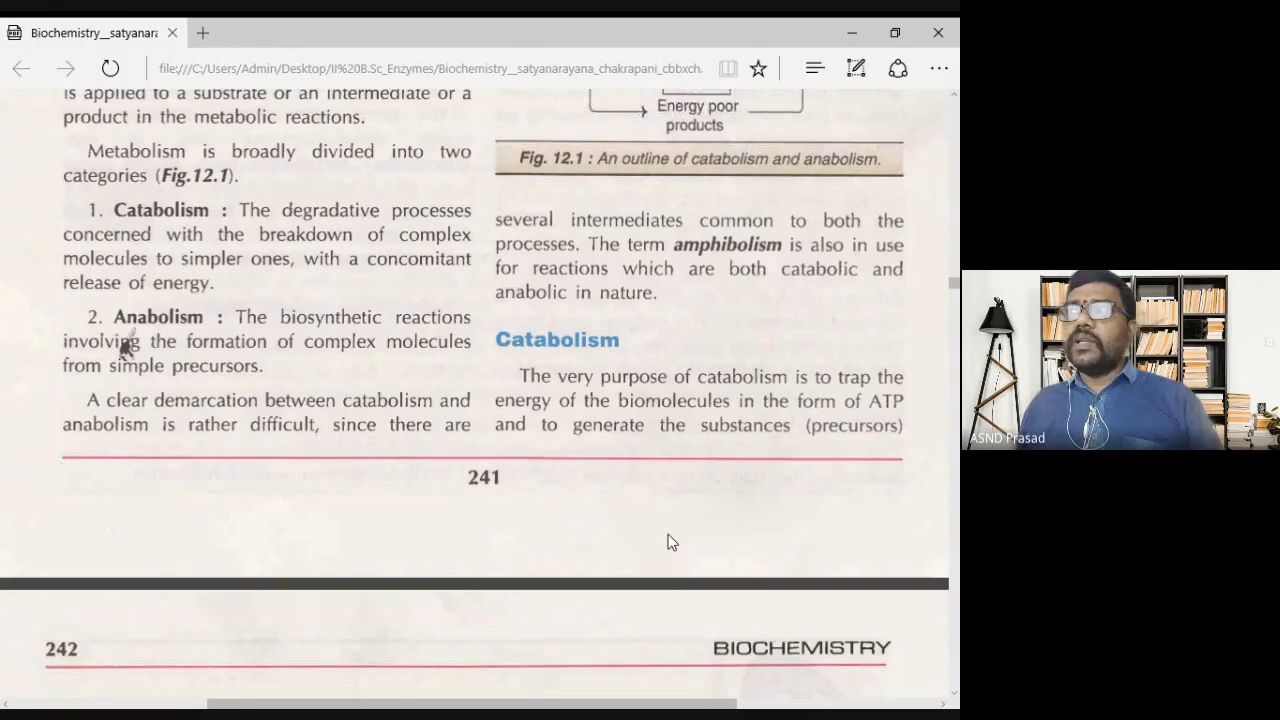 Biochemistry__satyanara
file:///C:/Users/Admin/Desktop/II%20B.Sc_Enzymes/Biochemistry__satyanarayana_chakrapani_cbbxch.
is applied to a substrate or an intermediate or a
product in the metabolic reactions.
Metabolism is broadly divided into two
categories (Fig.12.1).
1. Catabolism : The degradative processes
concerned with the breakdown of complex
molecules to simpler ones, with a concomitant
release of energy.
2. Anabolism : The biosynthetic reactions
involving the formation of complex molecules
from simple precursors.
A clear demarcation between catabolism and
anabolism is rather difficult, since there are
Energy poor
products
Fig. 12.1 : An outline of catabolism and anabolism.
several intermediates common to both the
processes. The term amphibolism is also in use
for reactions which are both catabolic and
anabolic in nature.
Catabolism
The very purpose of catabolism is to trap the
energy of the biomolecules in the form of ATP
and to generate the substances (precursors)
241
242
BIOCHEMISTRY
ASND Prasad